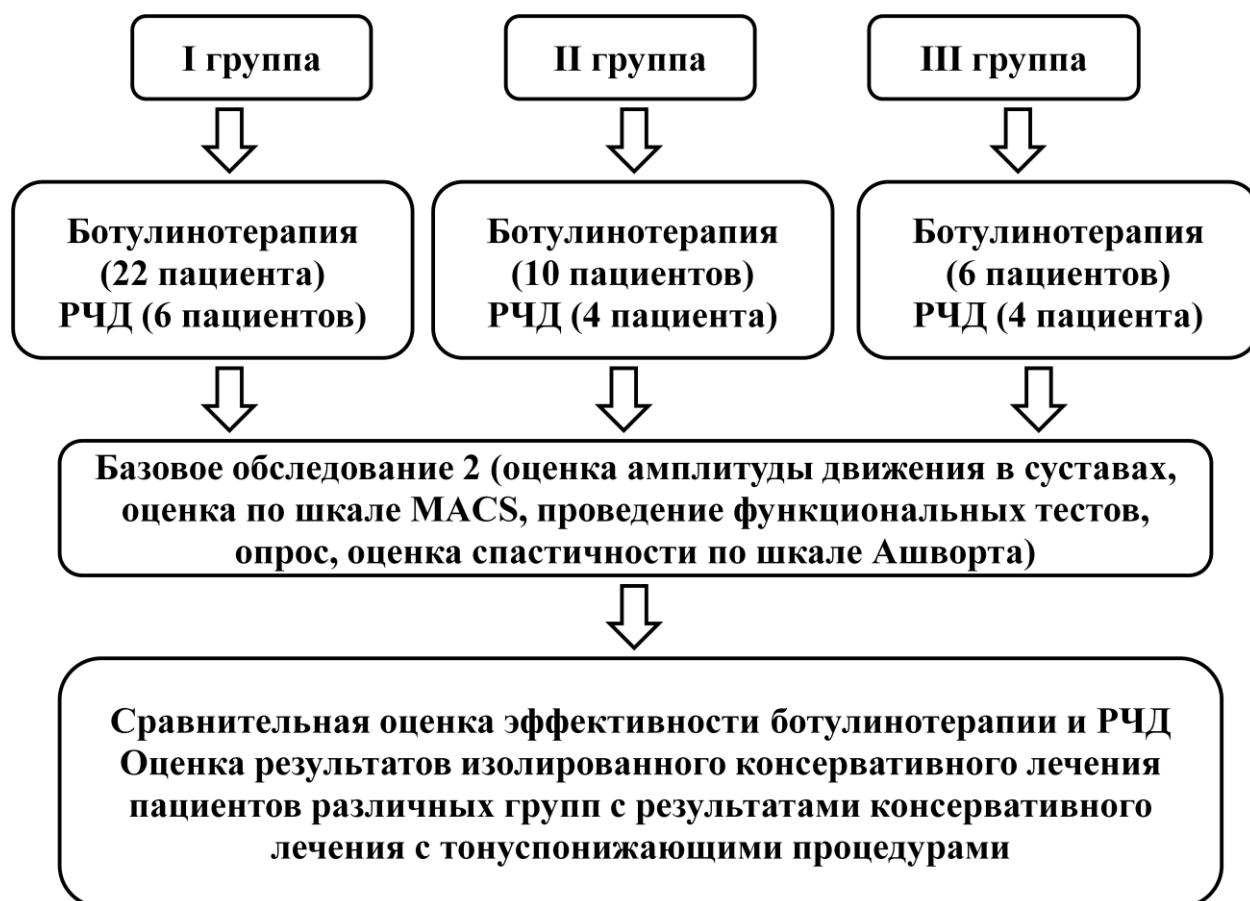 I группа
II группа
III группа
Ботулинотерапия
(22 пациента)
РЧД (6 пациентов)
Ботулинотерапия
(10 пациентов)
РЧД (4 пациента)
Ботулинотерапия
(6 пациентов)
РЧД (4 пациента)
Базовое обследование 2 (оценка амплитуды движения в суставах,
оценка по шкале MACS, проведение функциональных тестов,
опрос, оценка спастичности по шкале Ашворта)
Сравнительная оценка эффективности ботулинотерапии и РЧД
Оценка результатов изолированного консервативного лечения
пациентов различных групп с результатами консервативного
лечения с тонуспонижающими процедурами